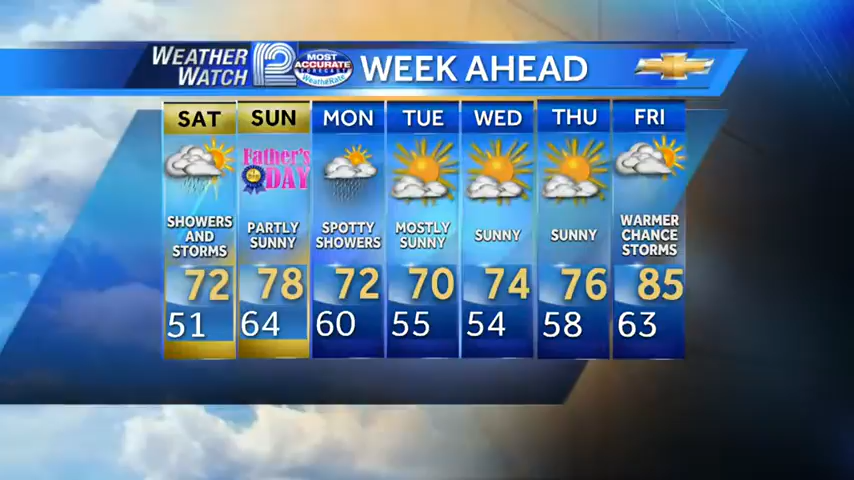 WEATHER
WATCH
12
MOST
ACCURATE
FORECAST
WeatheRate
WEEK AHEAD
SAT
SUN
MON
TUE
WED
THU
FRI
Father's
DAY
SHOWERS
AND
STORMS
PARTLY
SUNNY
SPOTTY
SHOWERS
MOSTLY
SUNNY
SUNNY
SUNNY
WARMER
CHANCE
STORMS
72
78
72
70
74
76
85
51
64
60
55
54
58
63